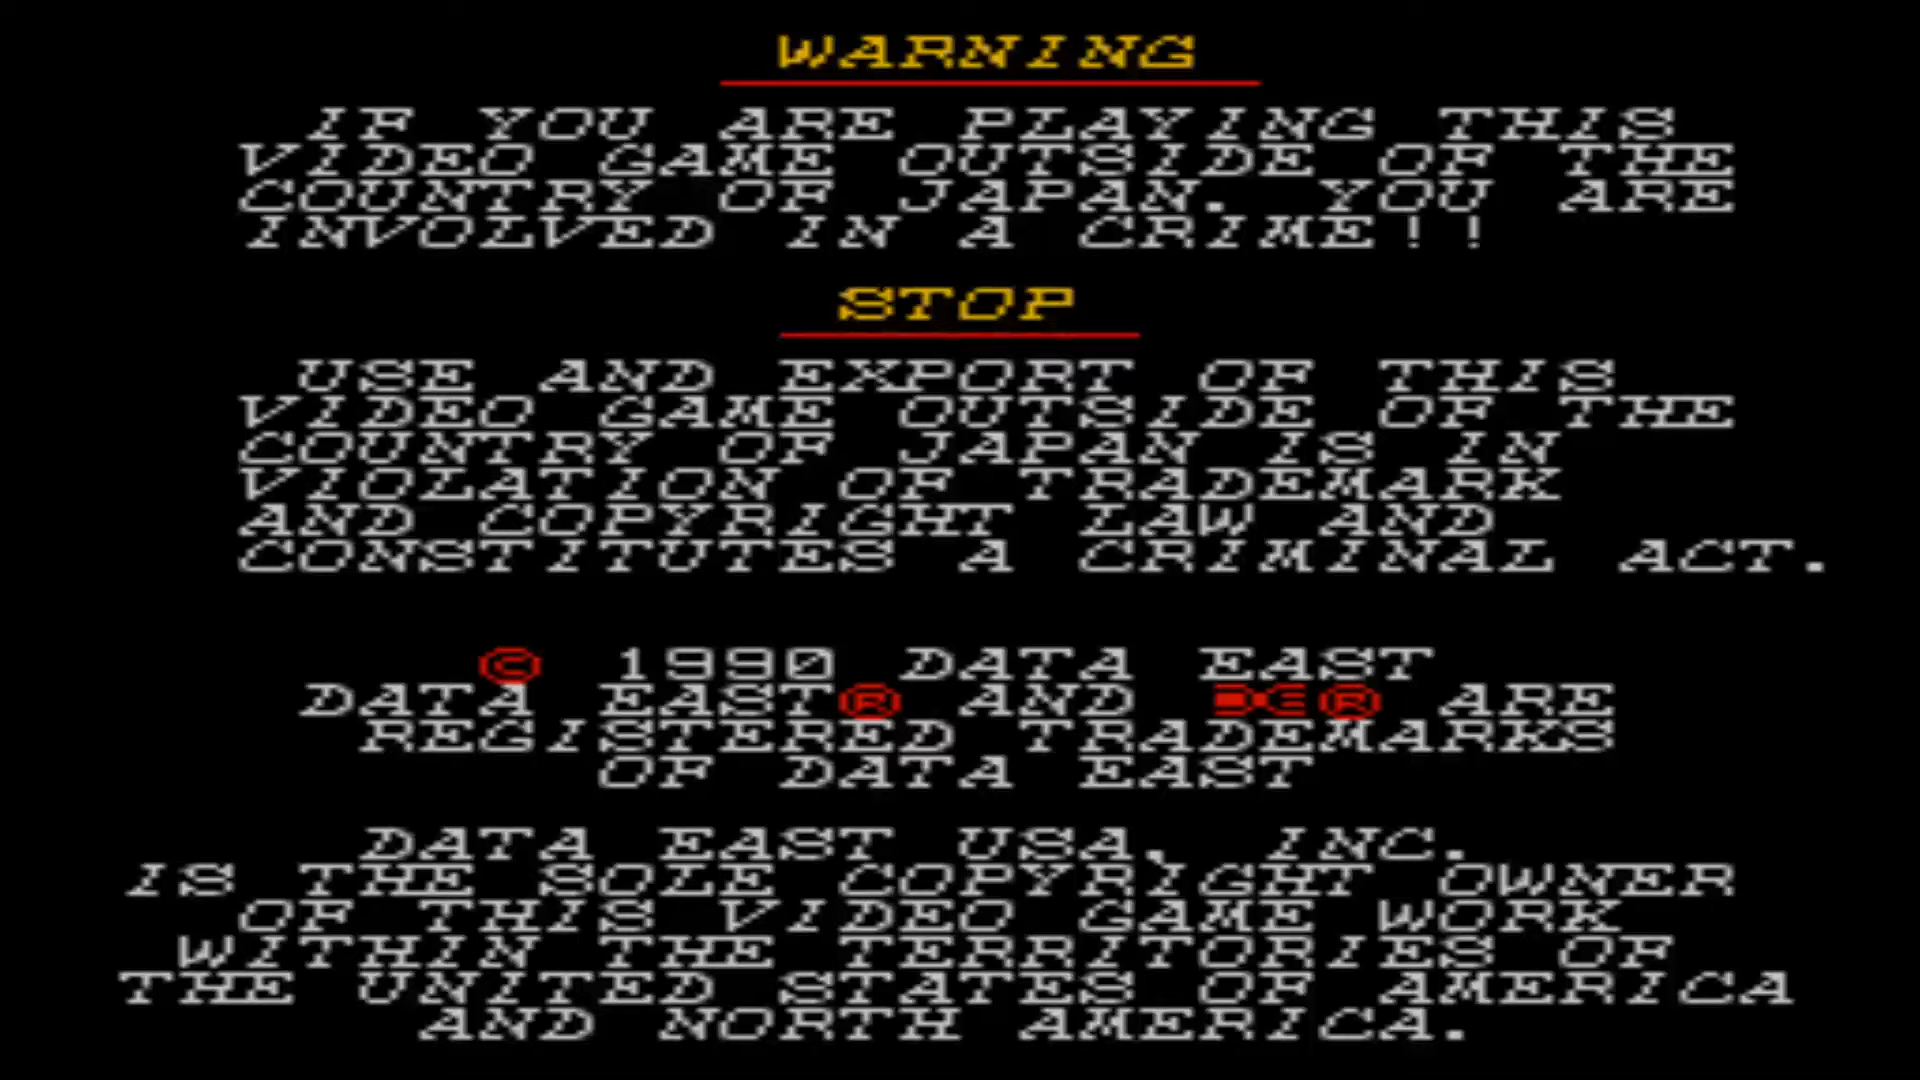 WARNING
IF YOU ARE PLAYING THIS
VIDEO GAME OUTSIDE OF THE
COUNTRY OF JAPAN. YOU ARE
INVOLVED IN A CRIME!!
STOP
USE AND EXPORT OF THIS
VIDEO GAME OUTSIDE OF THE
COUNTRY OF JAPAN IS IN
VIOLATION OF TRADEMARK
AND COPYRIGHT LAW AND
CONSTITUTES A CRIMINAL ACT.
© 1990 DATA EAST
DATA EAST® AND DE® ARE
REGISTERED TRADEMARKS
OF DATA EAST
DATA EAST USA, INC.
IS THE SOLE COPYRIGHT OWNER
OF THIS VIDEO GAME WORK
WITHIN THE TERRITORIES OF
THE UNITED STATES OF AMERICA
AND NORTH AMERICA.